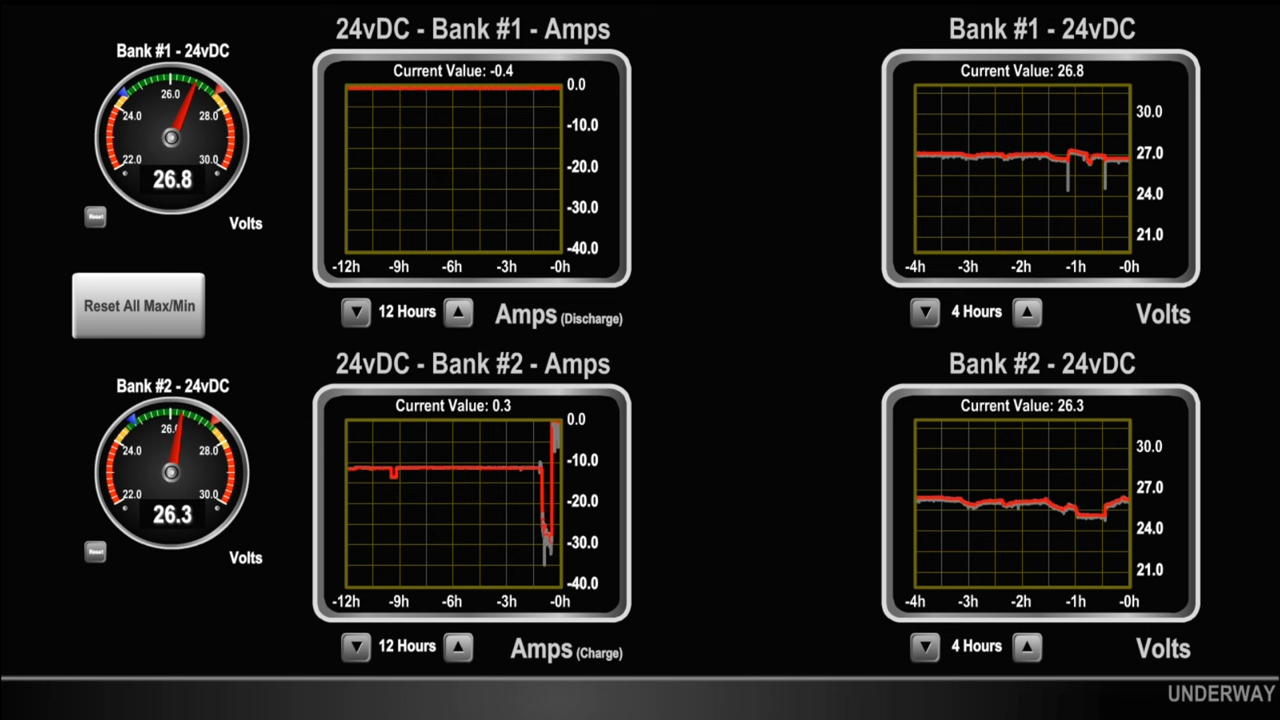 24vDC - Bank #1 - Amps
Bank #1 - 24vDC
Bank #1 - 24vDC
26.0
24.0
28.0
22.0
30.0
26.8
Reset
Volts
Current Value: -0.4
0.0
-10.0
-20.0
-30.0
-40.0
-12h -9h -6h -3h -0h
12 Hours
Amps (Discharge)
Current Value: 26.8
30.0
27.0
24.0
21.0
-4h -3h -2h -1h -0h
4 Hours
Volts
Reset All Max/Min
24vDC - Bank #2 - Amps
Bank #2 - 24vDC
Bank #2 - 24vDC
26.0
24.0
28.0
22.0
30.0
26.3
Reset
Volts
Current Value: 0.3
0.0
-10.0
-20.0
-30.0
-40.0
-12h -9h -6h -3h -0h
12 Hours
Amps (Charge)
Current Value: 26.3
30.0
27.0
24.0
21.0
-4h -3h -2h -1h -0h
4 Hours
Volts
UNDERWAY